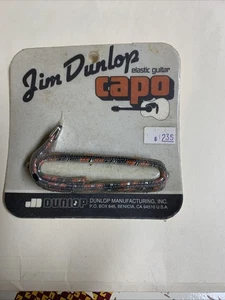 Jim Dunlop
elastic guitar
capo
235
DUNLOP
DUNLOP MANUFACTURING, INC.
P.O. BOX 846, BENICIA, CA 94510 U.S.A.